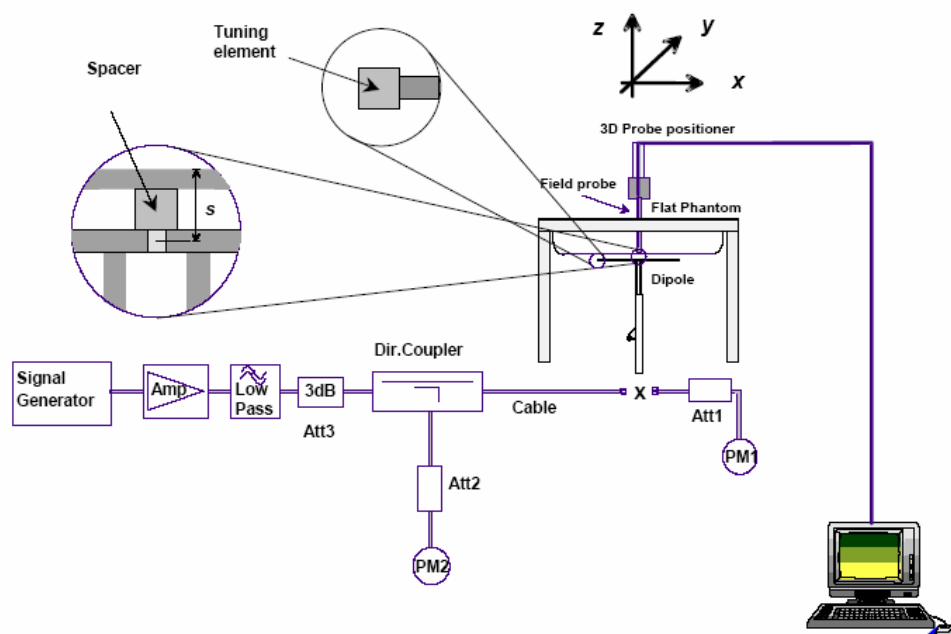 Tuning
element
z
y
x
Spacer
3D Probe positioner
Field probe
s
Flat Phantom
Dipole
Dir.Coupler
Signal
Generator
Amp
Low
Pass
3dB
Att3
Cable
X
Att1
PM1
Att2
PM2